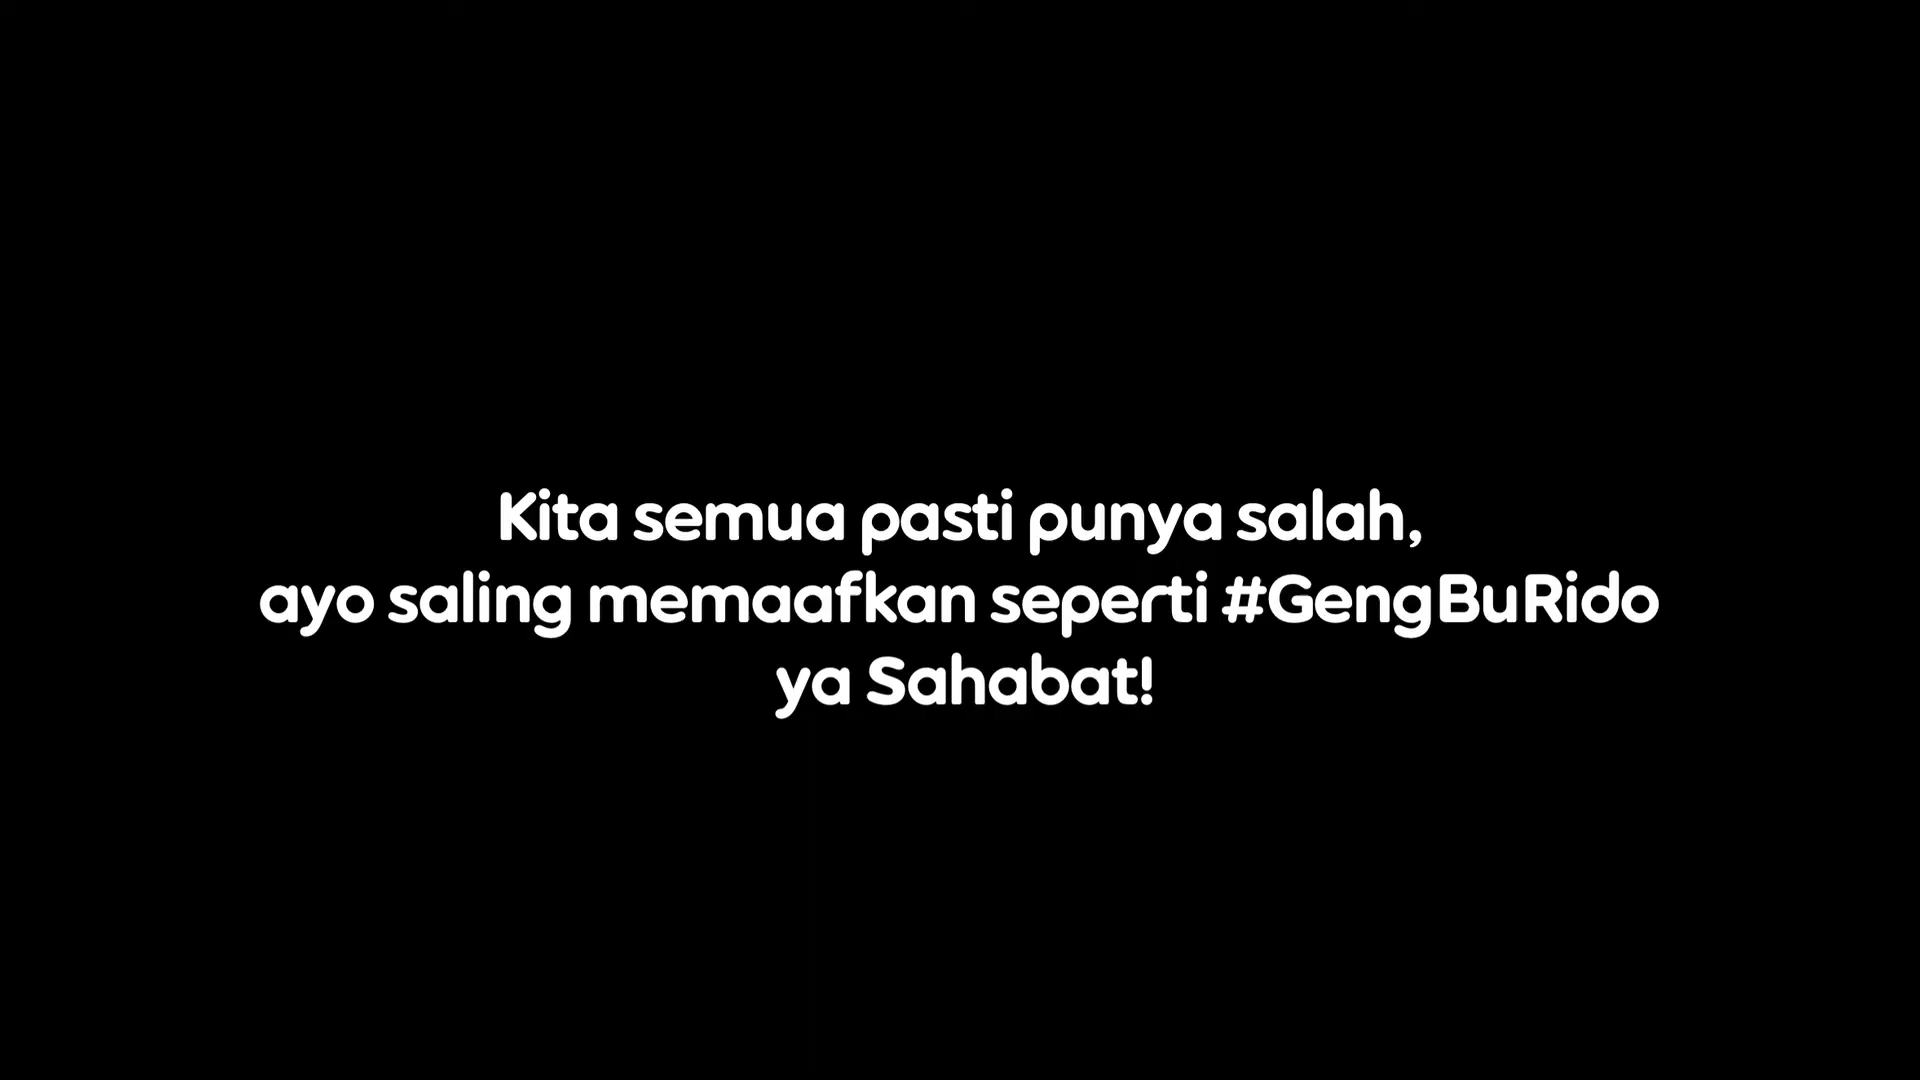 Kita semua pasti punya salah,
ayo saling memaafkan seperti #GengBuRido
ya Sahabat!